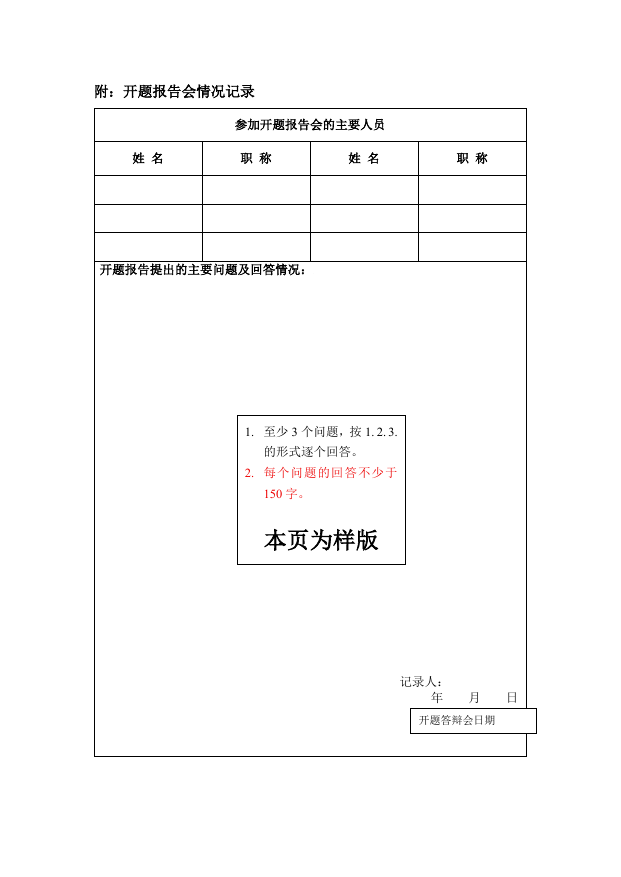 附：开题报告会情况记录
参加开题报告会的主要人员
姓 名 职 称 姓 名 职 称
开题报告提出的主要问题及回答情况：
1. 至少 3 个问题，按 1. 2. 3.
的形式逐个回答。
2. 每个问题的回答不少于
150 字。
本页为样版
记录人：
年 月 日
开题答辩会日期